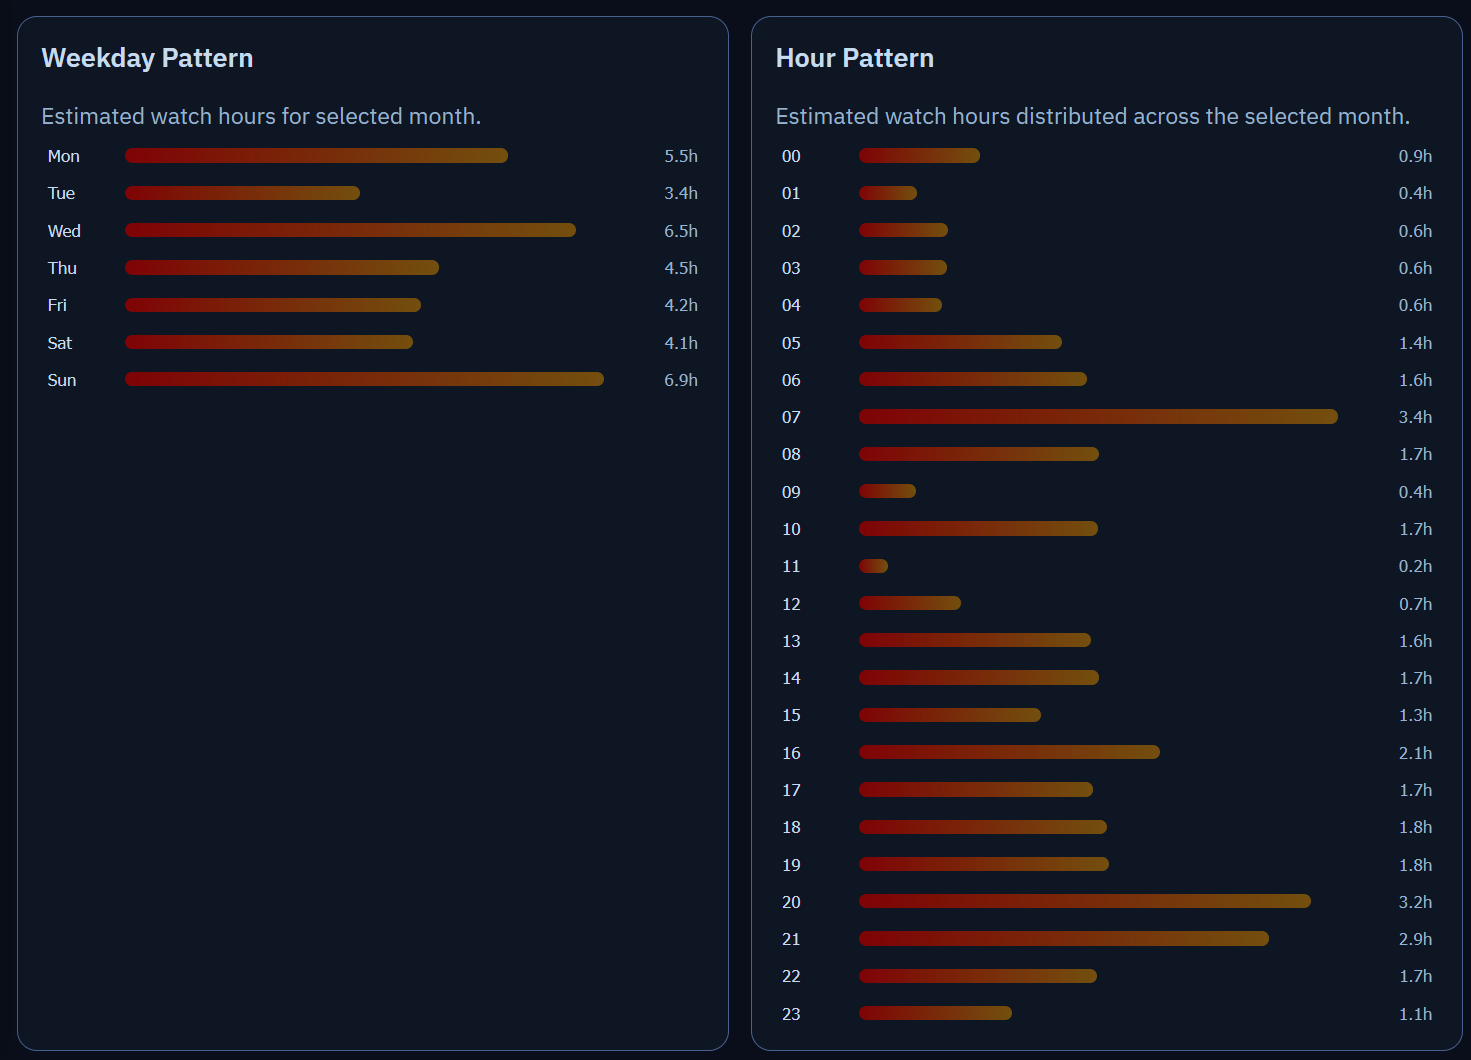 Weekday Pattern
Estimated watch hours for selected month.
Mon 5.5h
Tue 3.4h
Wed 6.5h
Thu 4.5h
Fri 4.2h
Sat 4.1h
Sun 6.9h
Hour Pattern
Estimated watch hours distributed across the selected month.
00 0.9h
01 0.4h
02 0.6h
03 0.6h
04 0.6h
05 1.4h
06 1.6h
07 3.4h
08 1.7h
09 0.4h
10 1.7h
11 0.2h
12 0.7h
13 1.6h
14 1.7h
15 1.3h
16 2.1h
17 1.7h
18 1.8h
19 1.8h
20 3.2h
21 2.9h
22 1.7h
23 1.1h